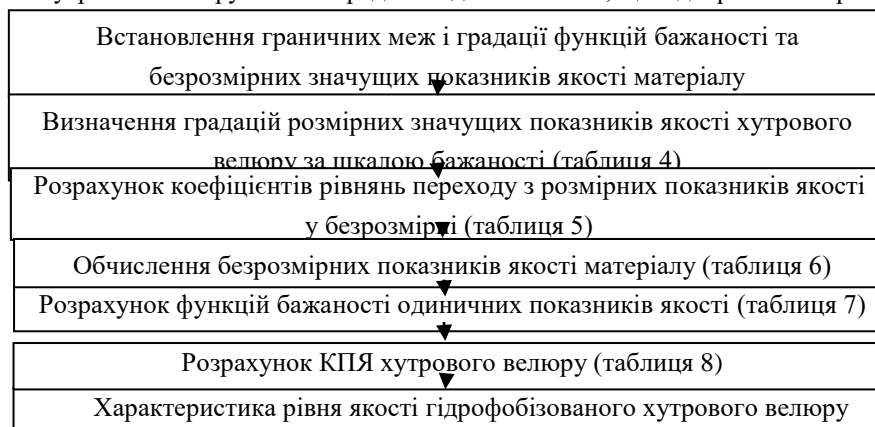 Встановлення граничних меж і градації функцій бажаності та
безрозмірних значущих показників якості матеріалу
Визначення градацій розмірних значущих показників якості хутрового
велюру за шкалою бажаності (таблиця 4)
Розрахунок коефіцієнтів рівнянь переходу з розмірних показників якості
у безрозмірні (таблиця 5)
Обчислення безрозмірних показників якості матеріалу (таблиця 6)
Розрахунок функцій бажаності одиничних показників якості (таблиця 7)
Розрахунок КПЯ хутрового велюру (таблиця 8)
Характеристика рівня якості гідрофобізованого хутрового велюру